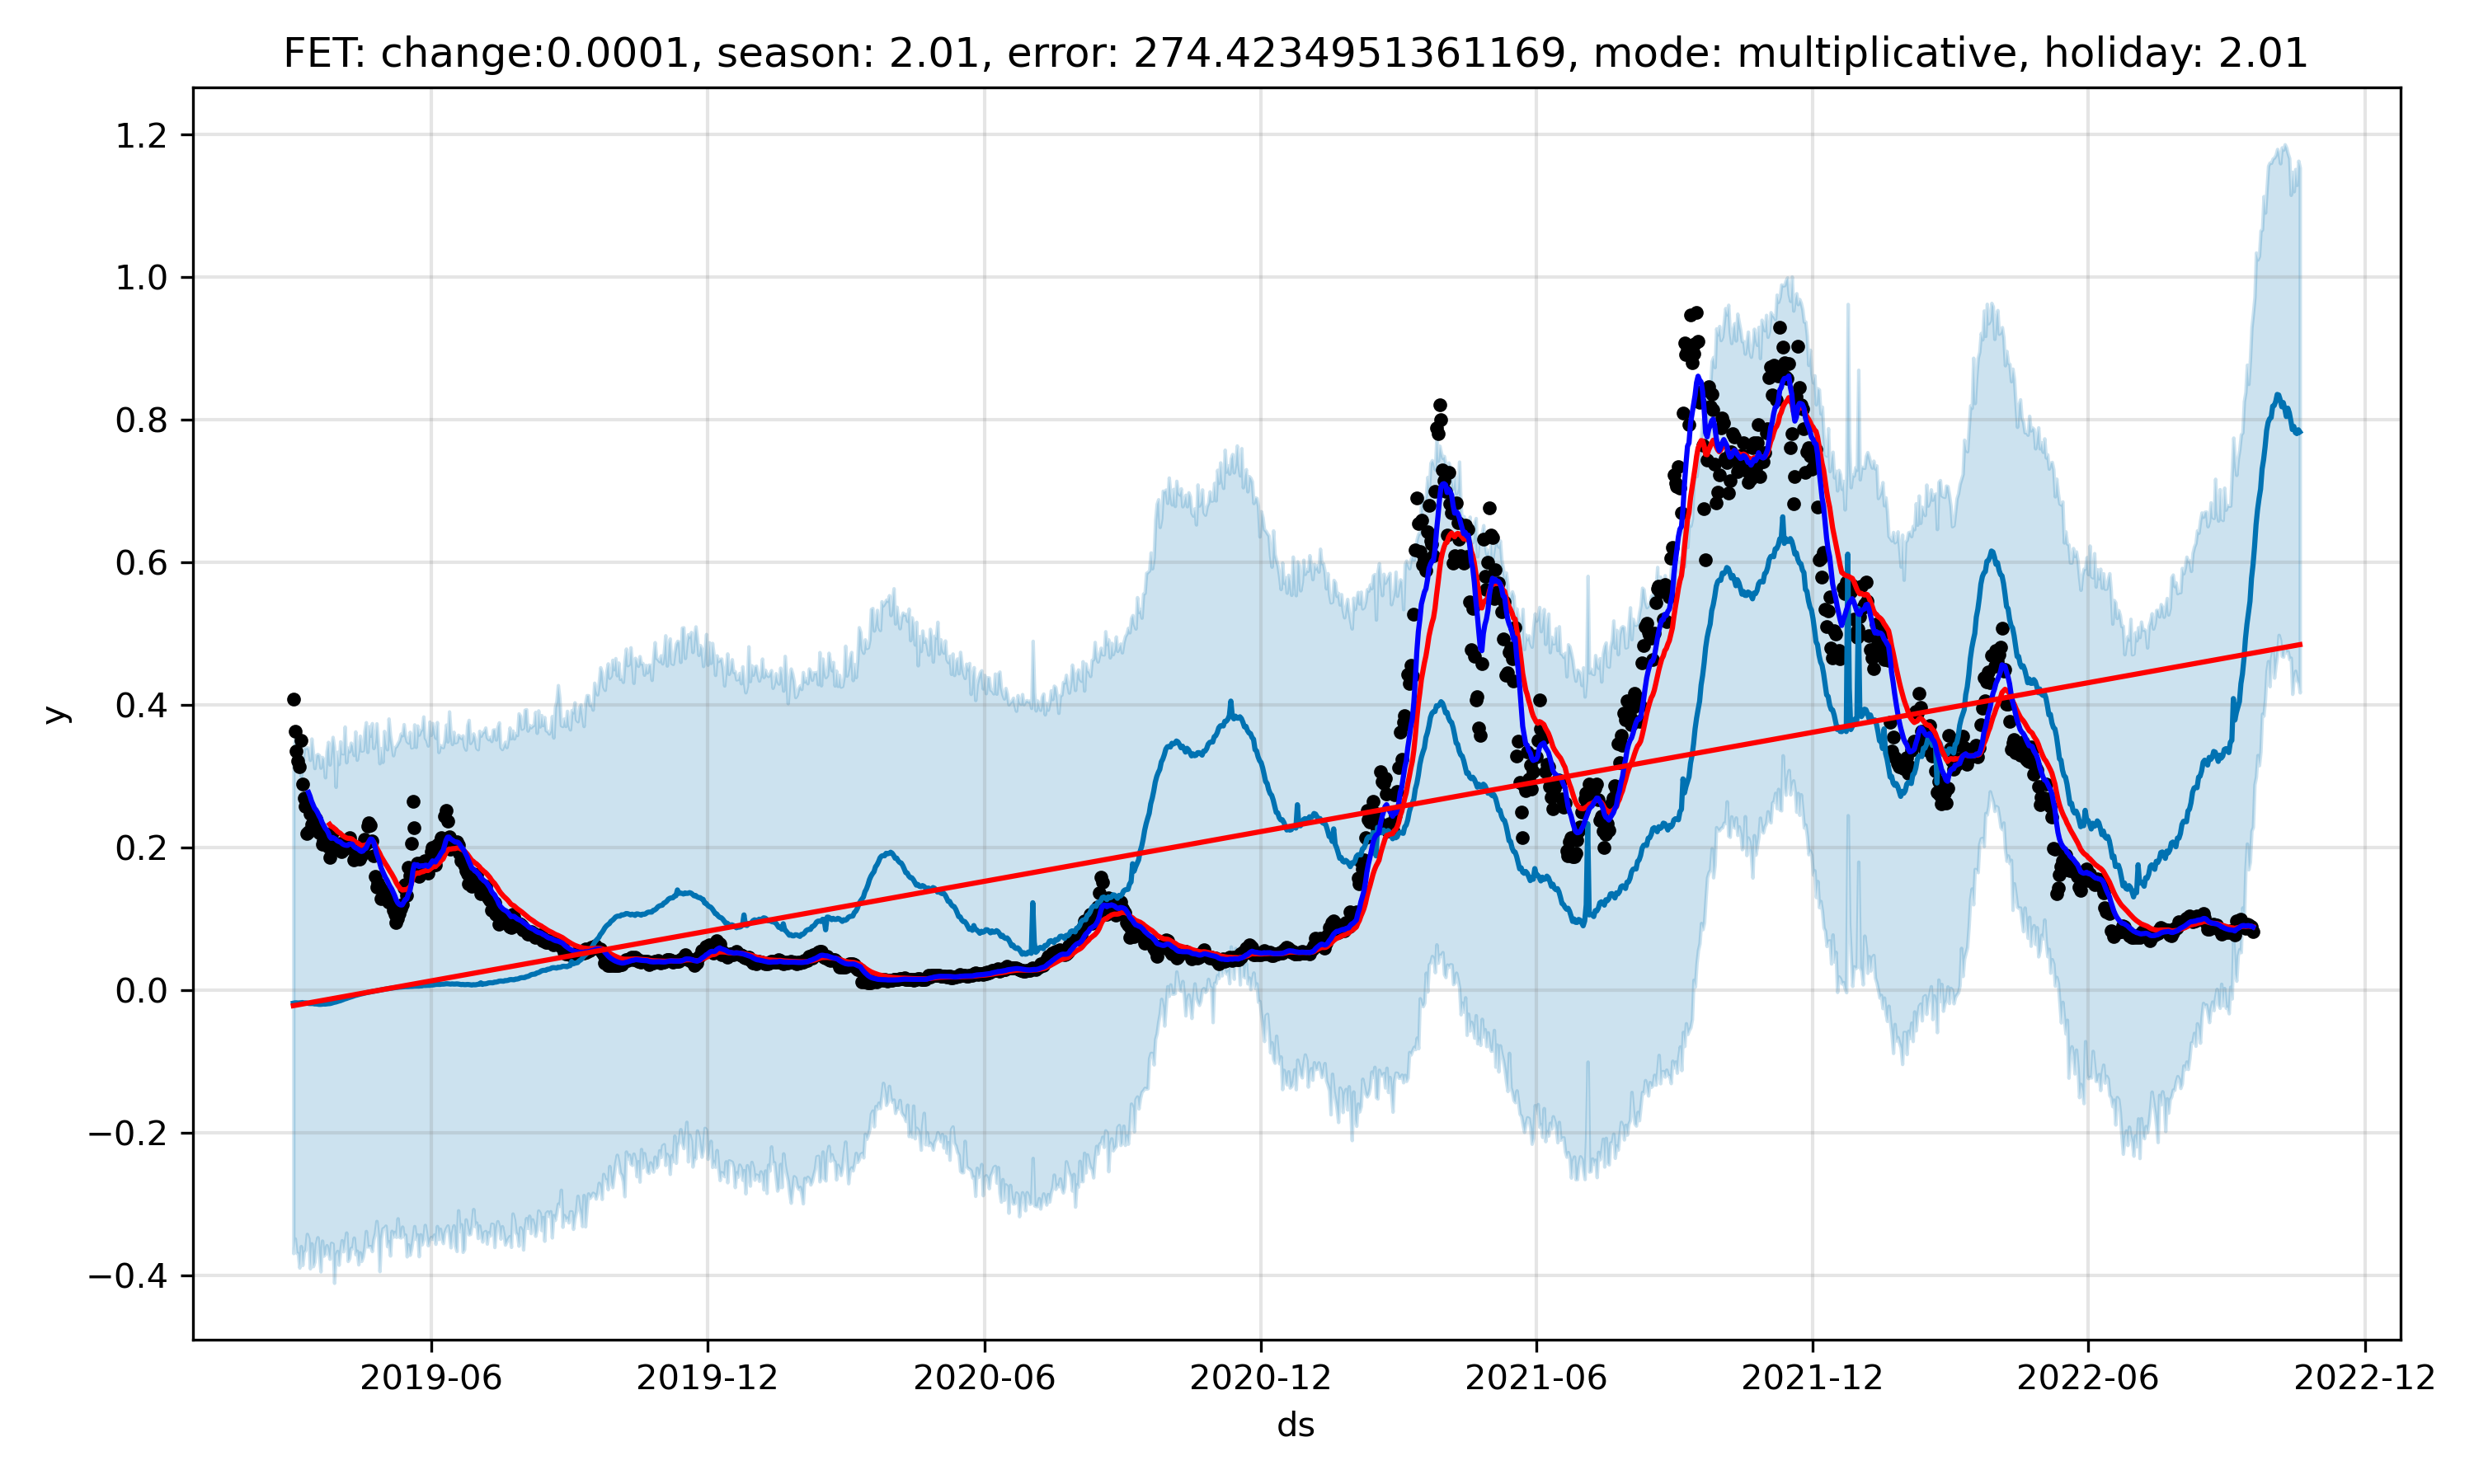 FET: change:0.0001, season: 2.01, error: 274.4234951361169, mode: multiplicative, holiday: 2.01
1.2
1.0
0.8
0.6
0.4
0.2
0.0
−0.2
−0.4
y
2019-06 2019-12 2020-06 2020-12 2021-06 2021-12 2022-06 2022-12
ds